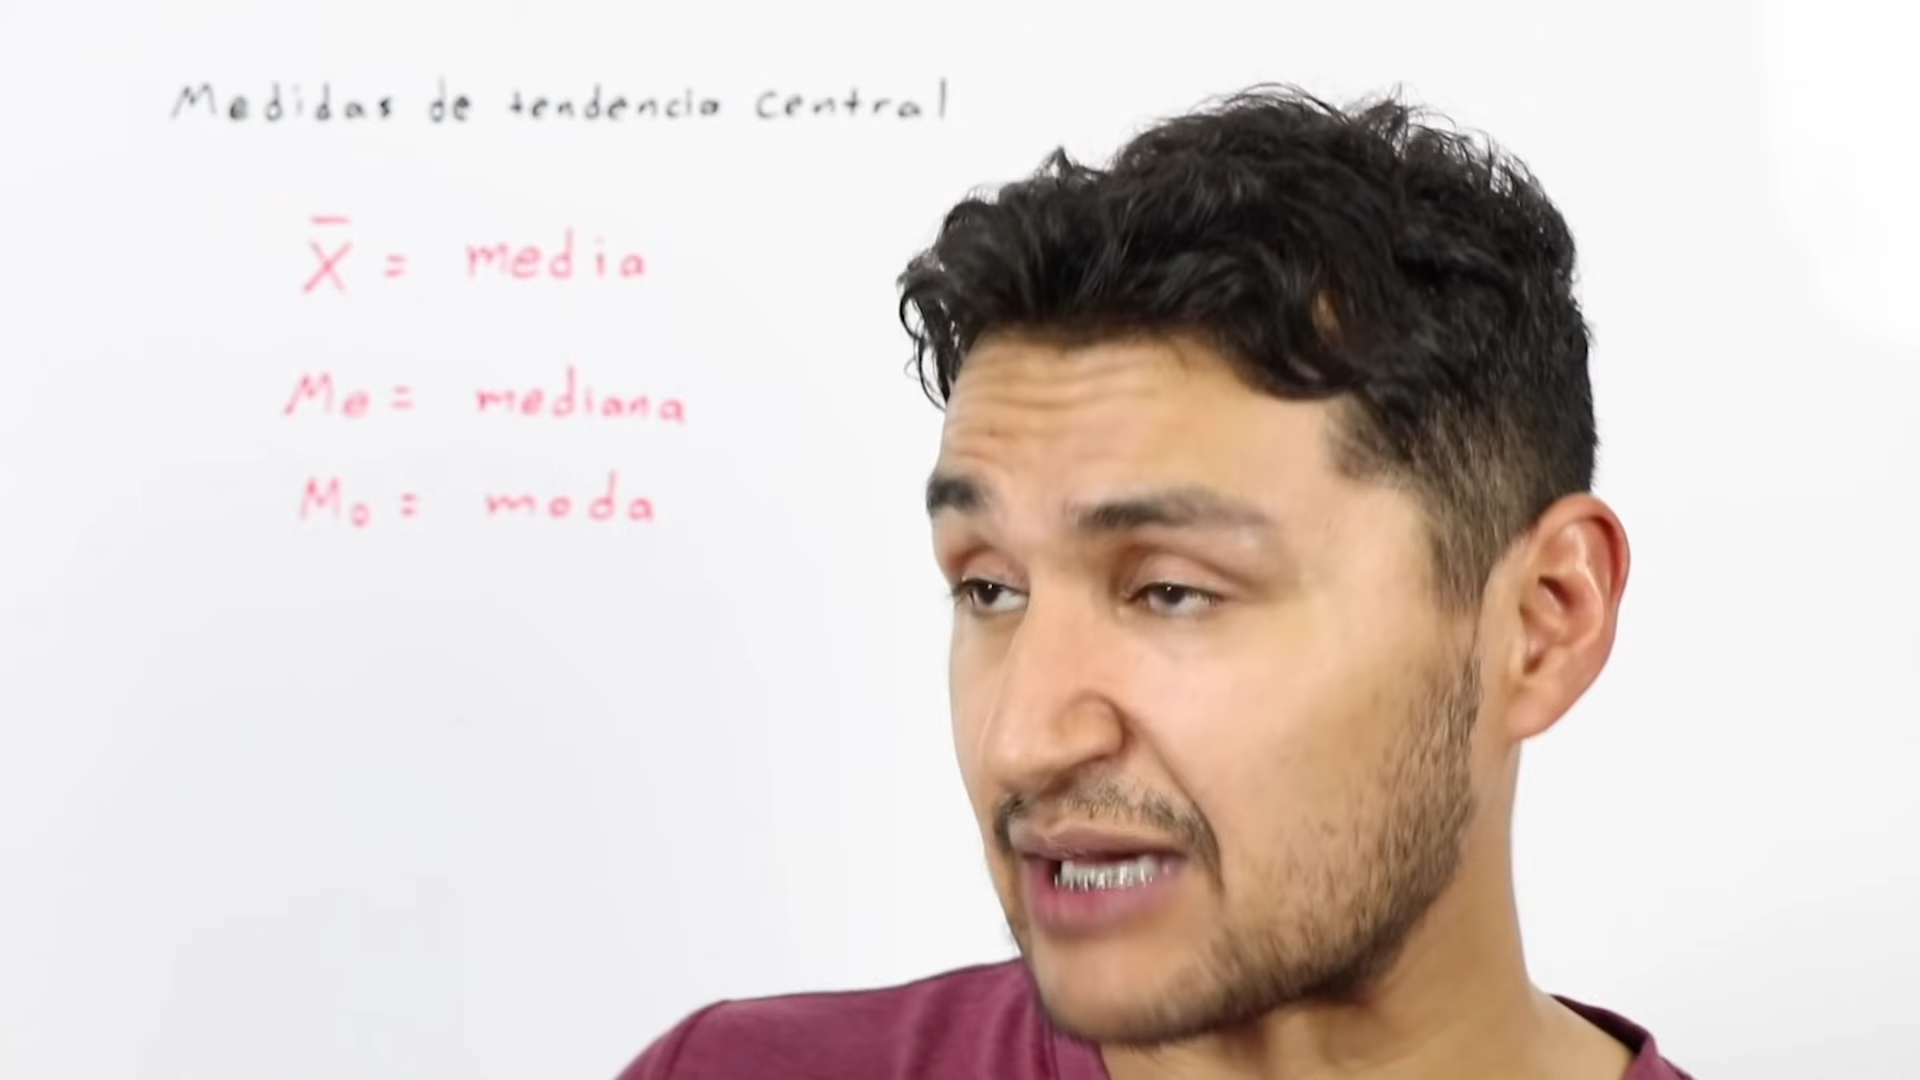 Medidas de tendencia central
X̄ = media
Me = mediana
Mo = moda